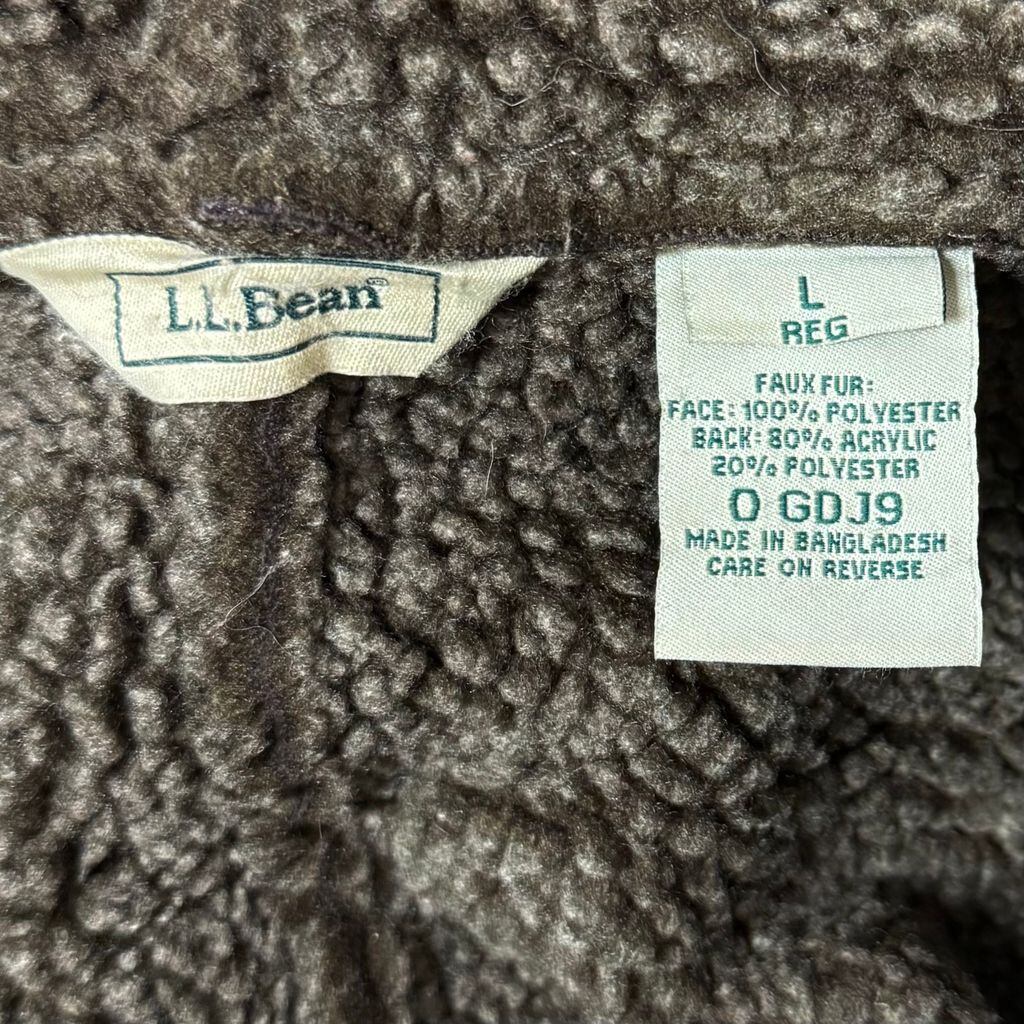 L.L.Bean®
L
REG
FAUX FUR:
FACE: 100% POLYESTER
BACK: 80% ACRYLIC
20% POLYESTER
0 GDJ9
MADE IN BANGLADESH
CARE ON REVERSE